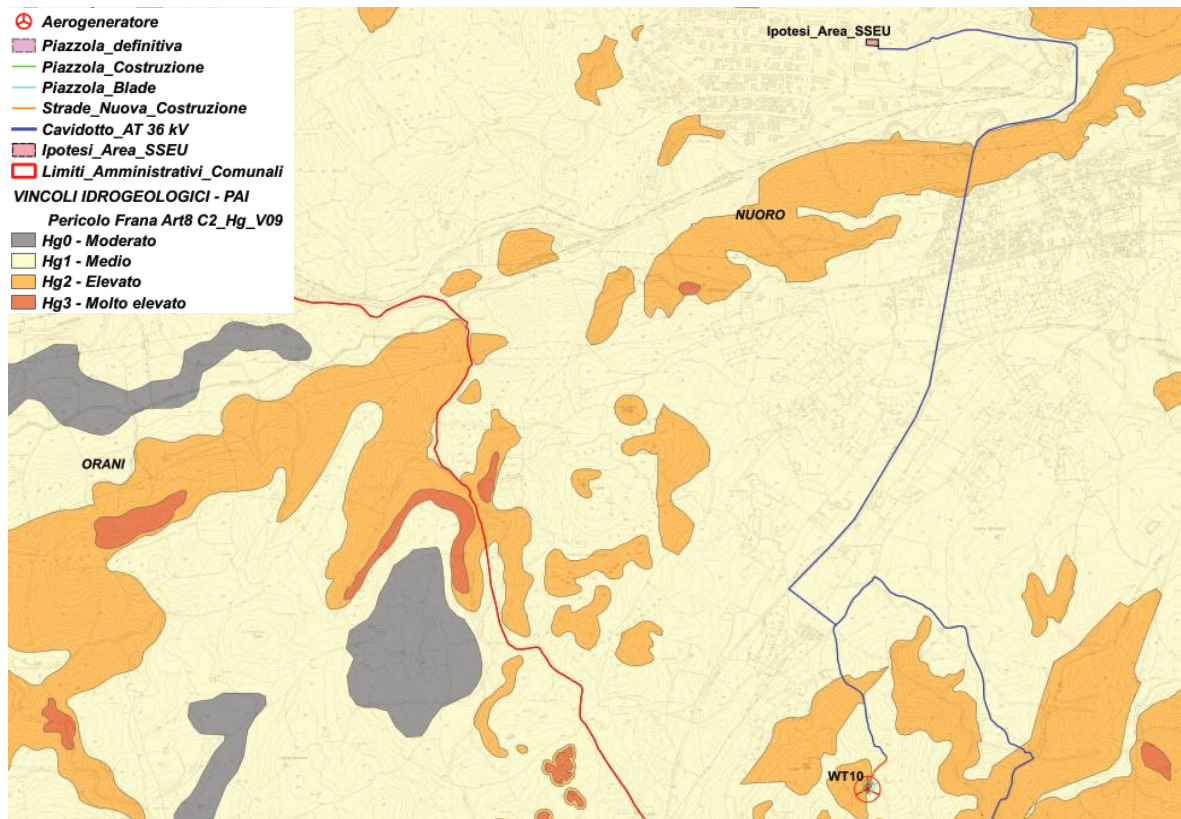 Aerogeneratore
Piazzola_definitiva
Piazzola_Costruzione
Piazzola_Blade
Strade_Nuova_Costruzione
Cavidotto_AT 36 kV
Ipotesi_Area_SSEU
Limiti_Amministrativi_Comunali
VINCOLI IDROGEOLOGICI - PAI
Pericolo Frana Art8 C2_Hg_V09
Hg0 - Moderato
Hg1 - Medio
Hg2 - Elevato
Hg3 - Molto elevato
Ipotesi_Area_SSEU
NUORO
ORANI
WT10